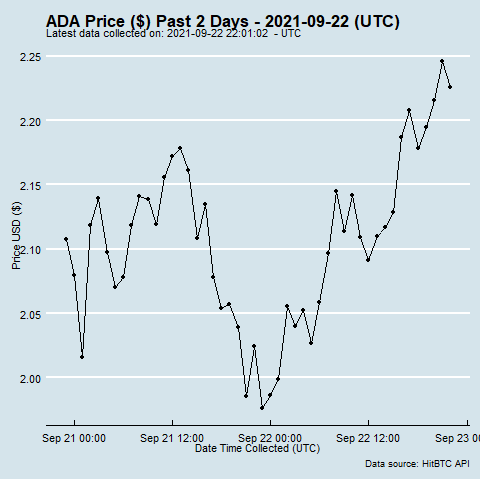 ADA Price ($) Past 2 Days - 2021-09-22 (UTC)
Latest data collected on: 2021-09-22 22:01:02 - UTC
2.25
2.20
2.15
2.10
2.05
2.00
Price USD ($)
Sep 21 00:00
Sep 21 12:00
Sep 22 00:00
Sep 22 12:00
Sep 23 0
Date Time Collected (UTC)
Data source: HitBTC API